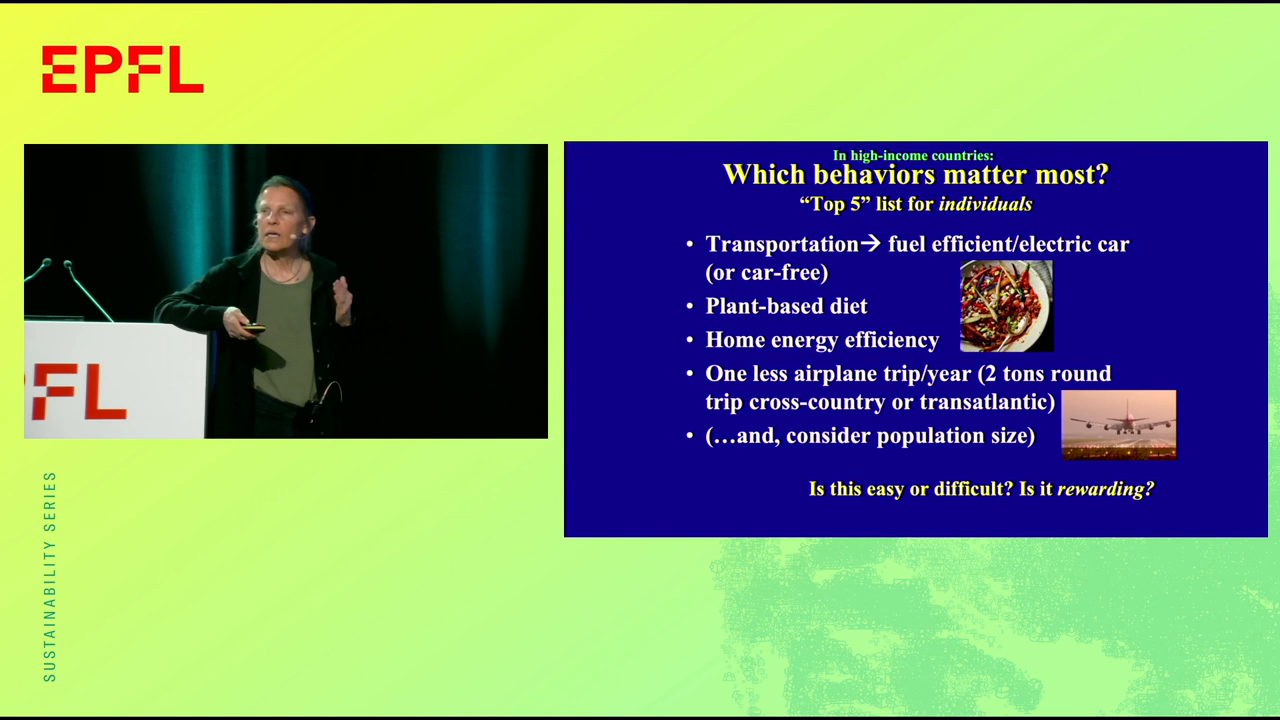 EPFL
FL
SUSTAINABILITY SERIES
In high-income countries:
Which behaviors matter most?
“Top 5” list for individuals
• Transportation→ fuel efficient/electric car
(or car-free)
• Plant-based diet
• Home energy efficiency
• One less airplane trip/year (2 tons round
trip cross-country or transatlantic)
• (…and, consider population size)
Is this easy or difficult? Is it rewarding?